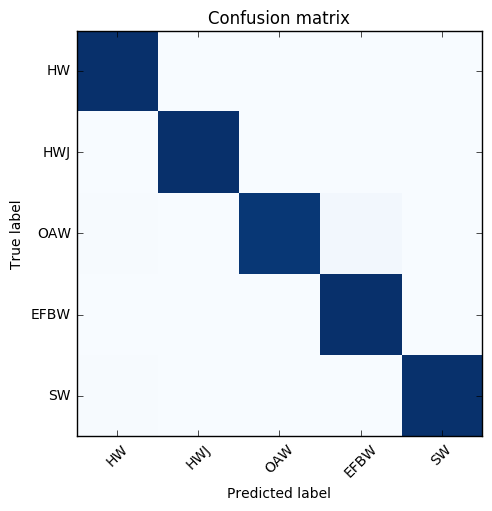 Confusion matrix
True label
HW
HWJ
OAW
EFBW
SW
HW
HWJ
OAW
EFBW
SW
Predicted label